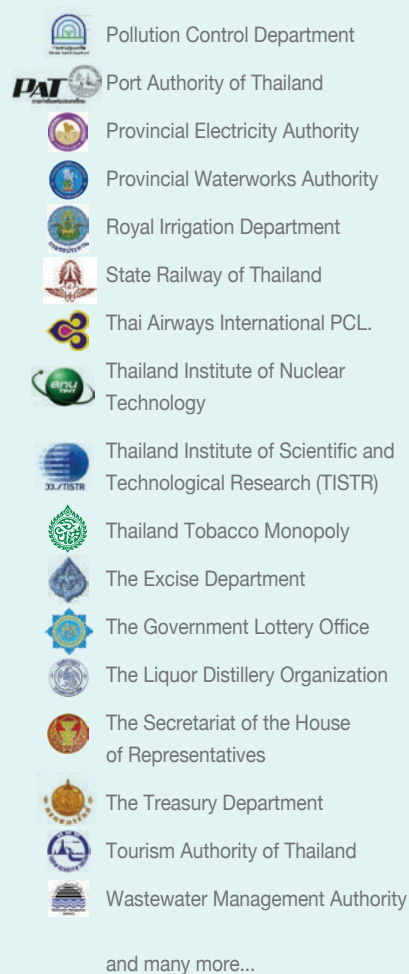 Pollution Control Department
PAT
Port Authority of Thailand
Provincial Electricity Authority
Provincial Waterworks Authority
Royal Irrigation Department
State Railway of Thailand
Thai Airways International PCL.
Thailand Institute of Nuclear
Technology
Thailand Institute of Scientific and
Technological Research (TISTR)
วว./TISTR
Thailand Tobacco Monopoly
The Excise Department
The Government Lottery Office
The Liquor Distillery Organization
The Secretariat of the House
of Representatives
The Treasury Department
Tourism Authority of Thailand
Wastewater Management Authority
and many more...